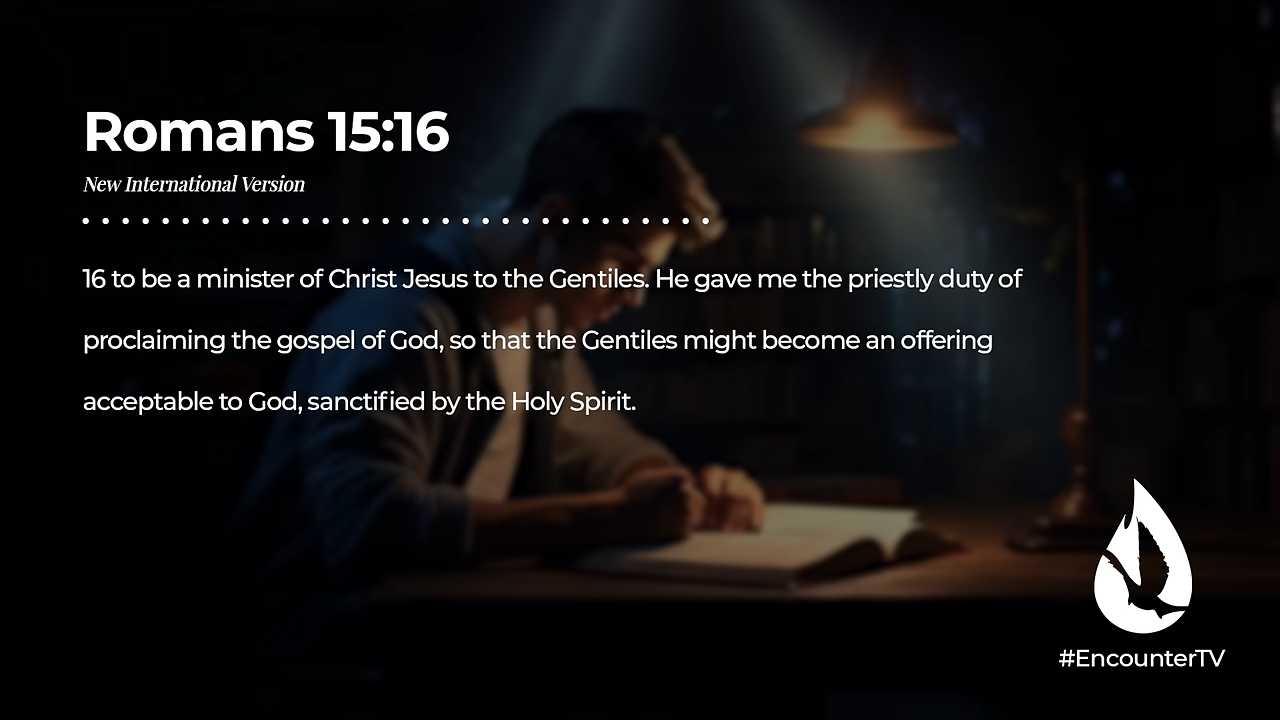 Romans 15:16
New International Version
16 to be a minister of Christ Jesus to the Gentiles. He gave me the priestly duty of
proclaiming the gospel of God, so that the Gentiles might become an offering
acceptable to God, sanctified by the Holy Spirit.
#EncounterTV